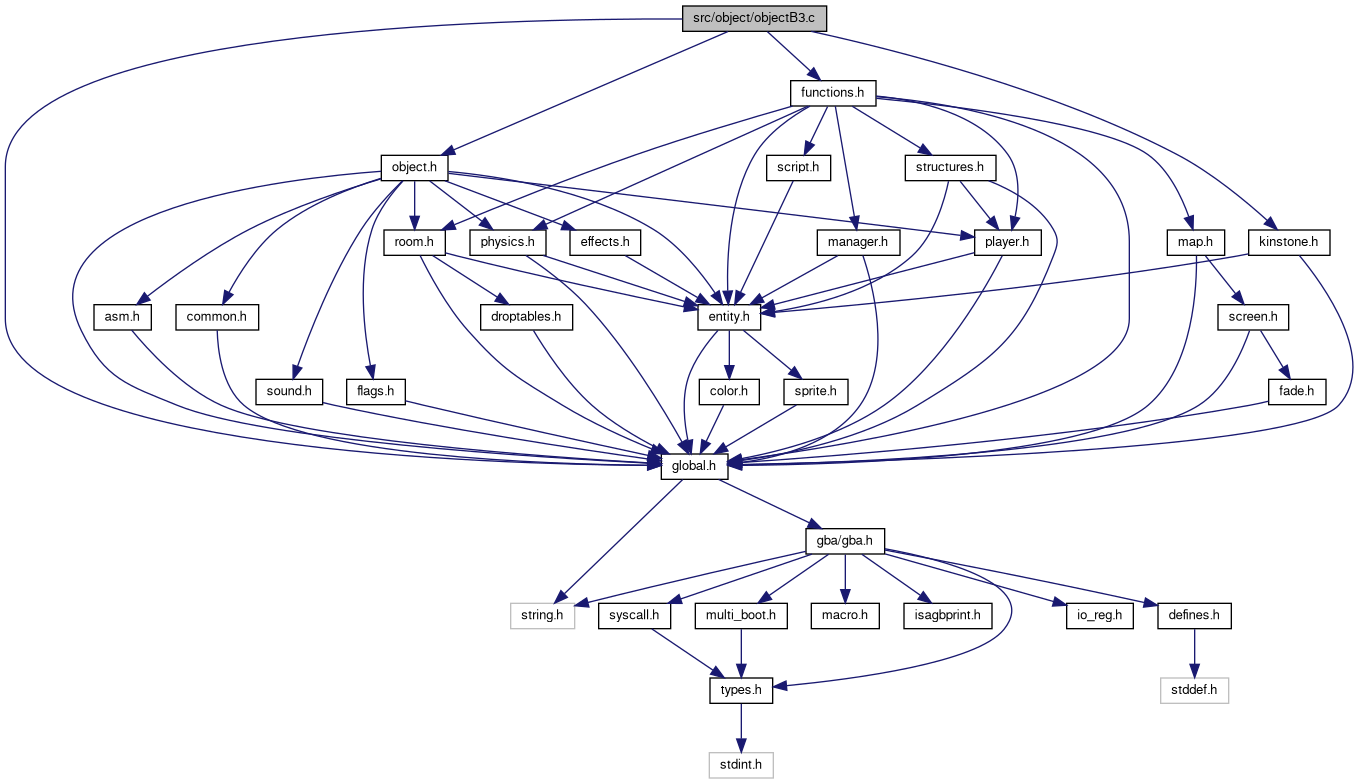 src/object/objectB3.c
functions.h
object.h
script.h
structures.h
room.h
physics.h
effects.h
manager.h
player.h
map.h
kinstone.h
asm.h
common.h
droptables.h
entity.h
screen.h
sound.h
flags.h
color.h
sprite.h
fade.h
global.h
gba/gba.h
string.h
syscall.h
multi_boot.h
macro.h
isagbprint.h
io_reg.h
defines.h
types.h
stddef.h
stdint.h